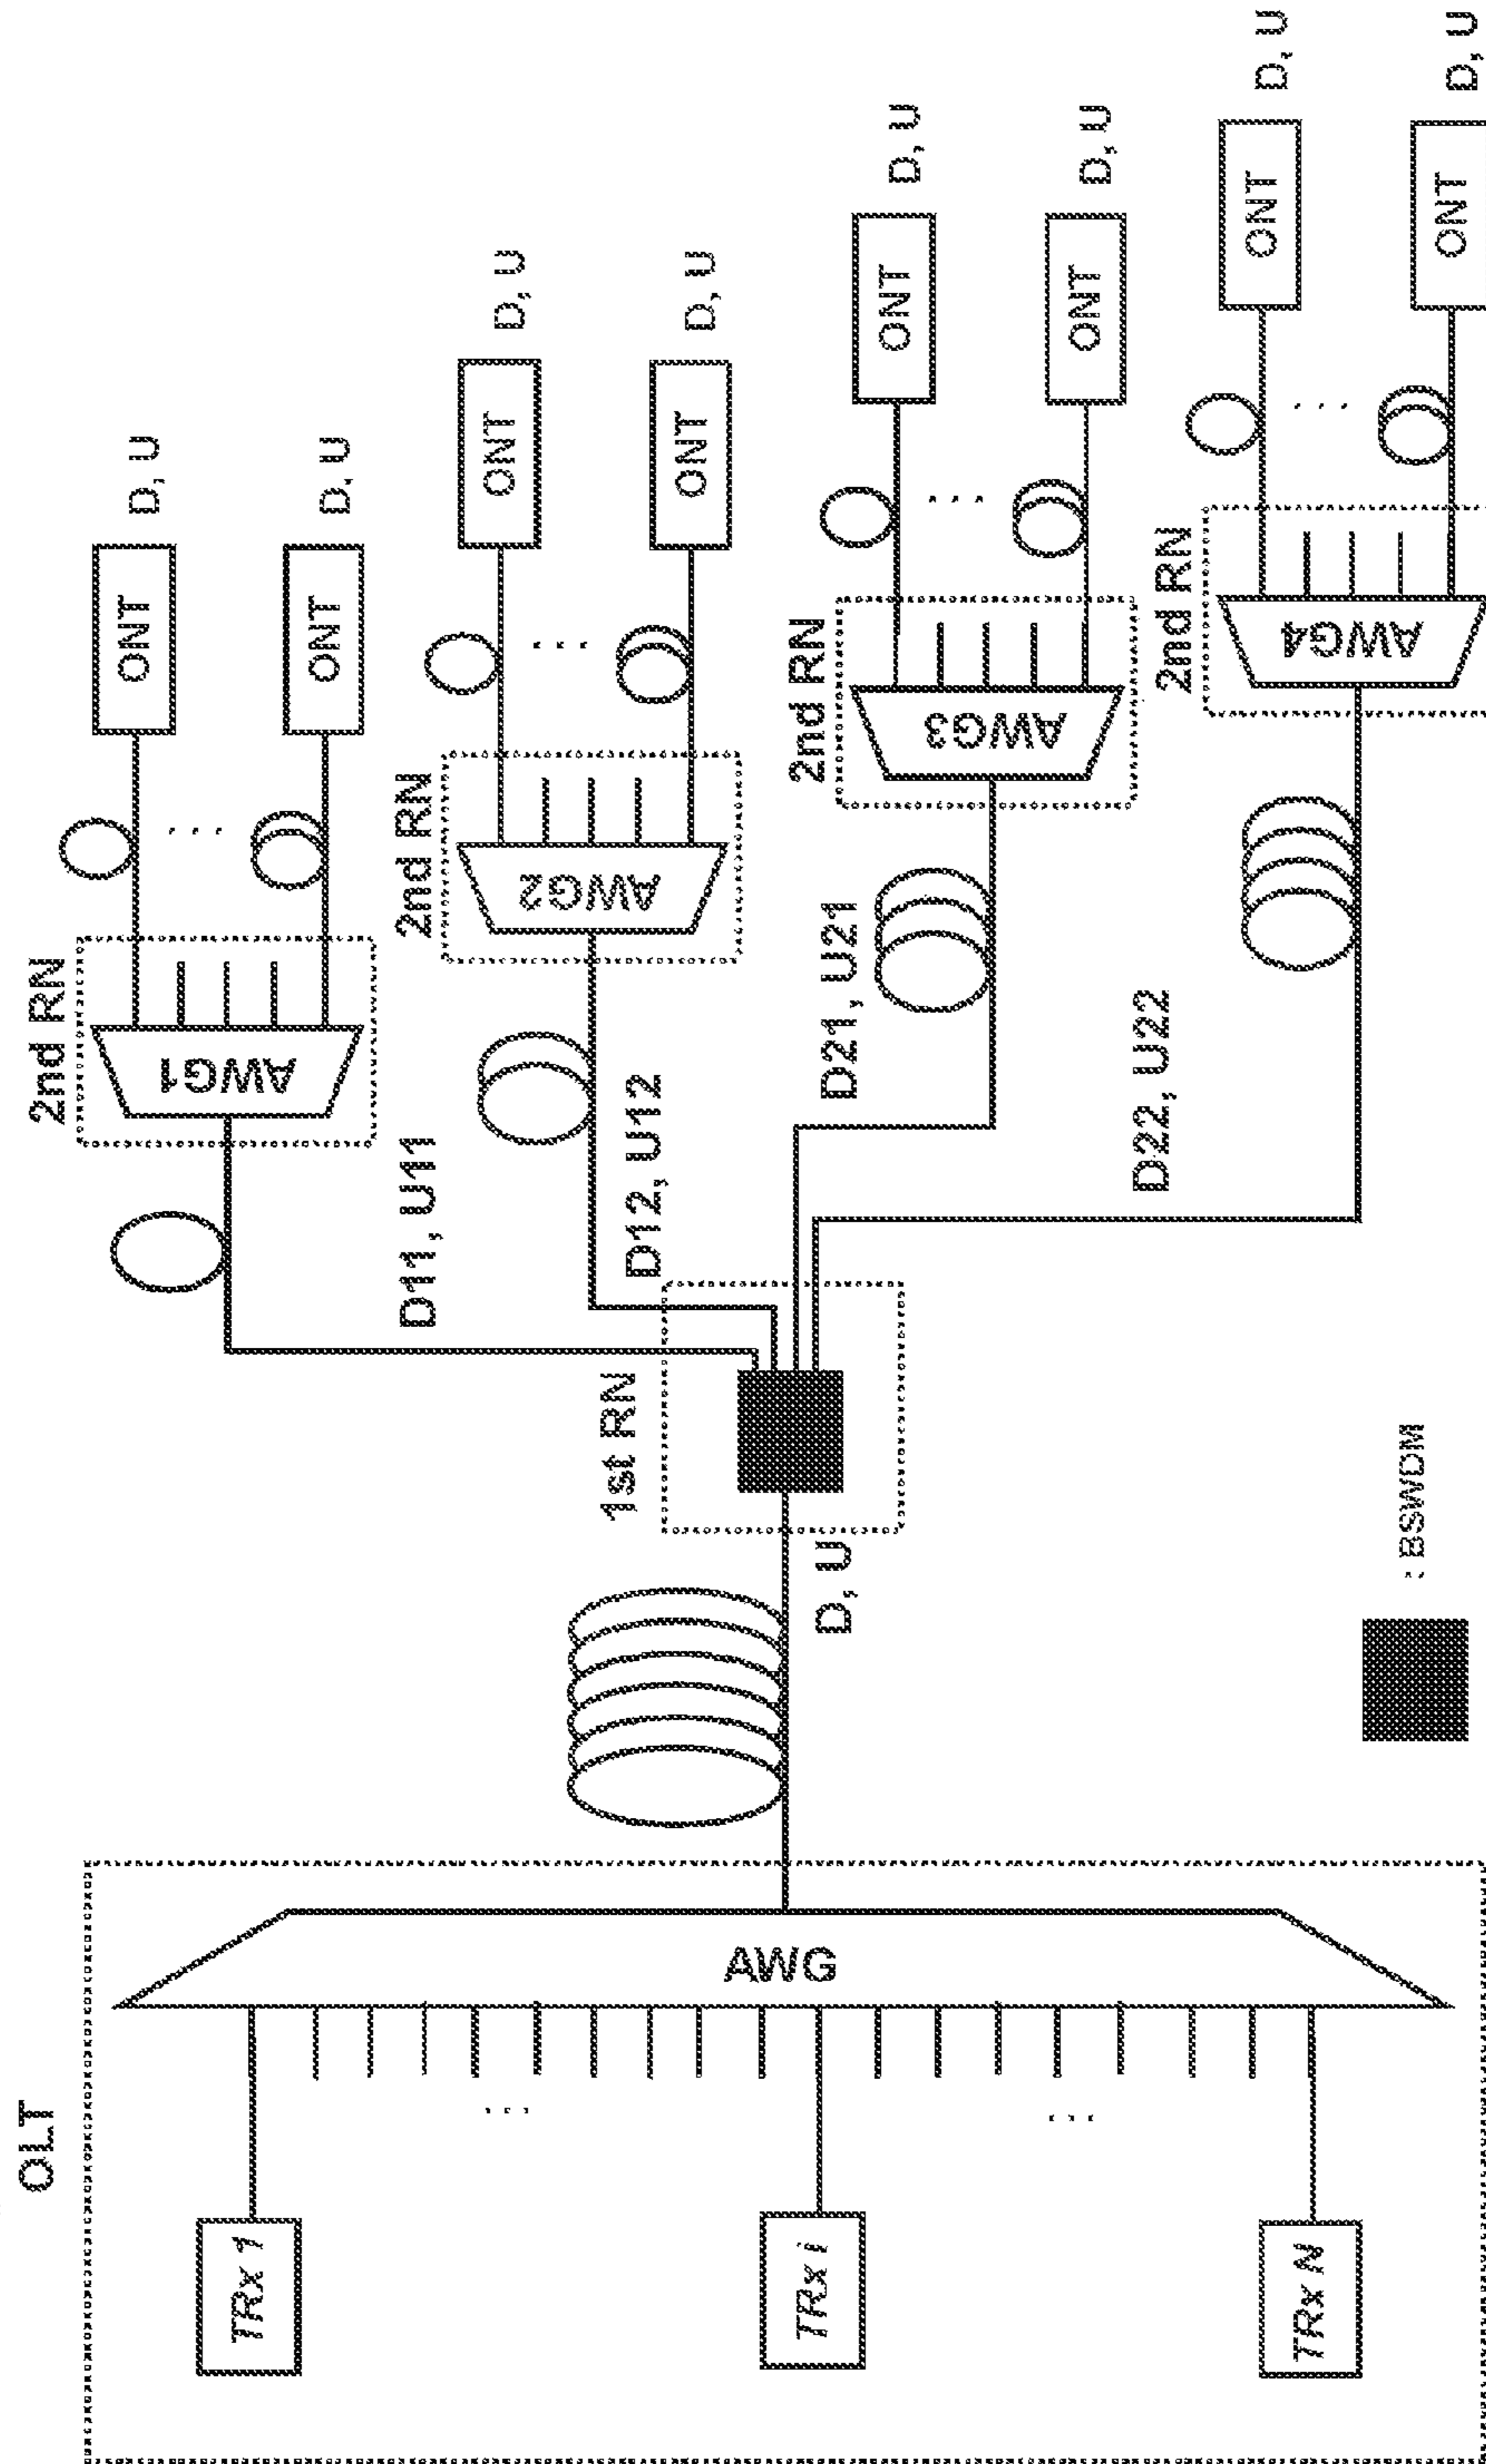 OLT
TRx 1
TRx i
TRx N
...
...
AWG
D, U
1st RN
D11, U11
D12, U12
D21, U21
D22, U22
2nd RN
AWG1
...
ONT
D, U
ONT
D, U
2nd RN
AWG2
...
ONT
D, U
ONT
D, U
2nd RN
AWG3
...
ONT
D, U
ONT
D, U
2nd RN
AWG4
...
ONT
D, U
ONT
D, U
: BSWDM